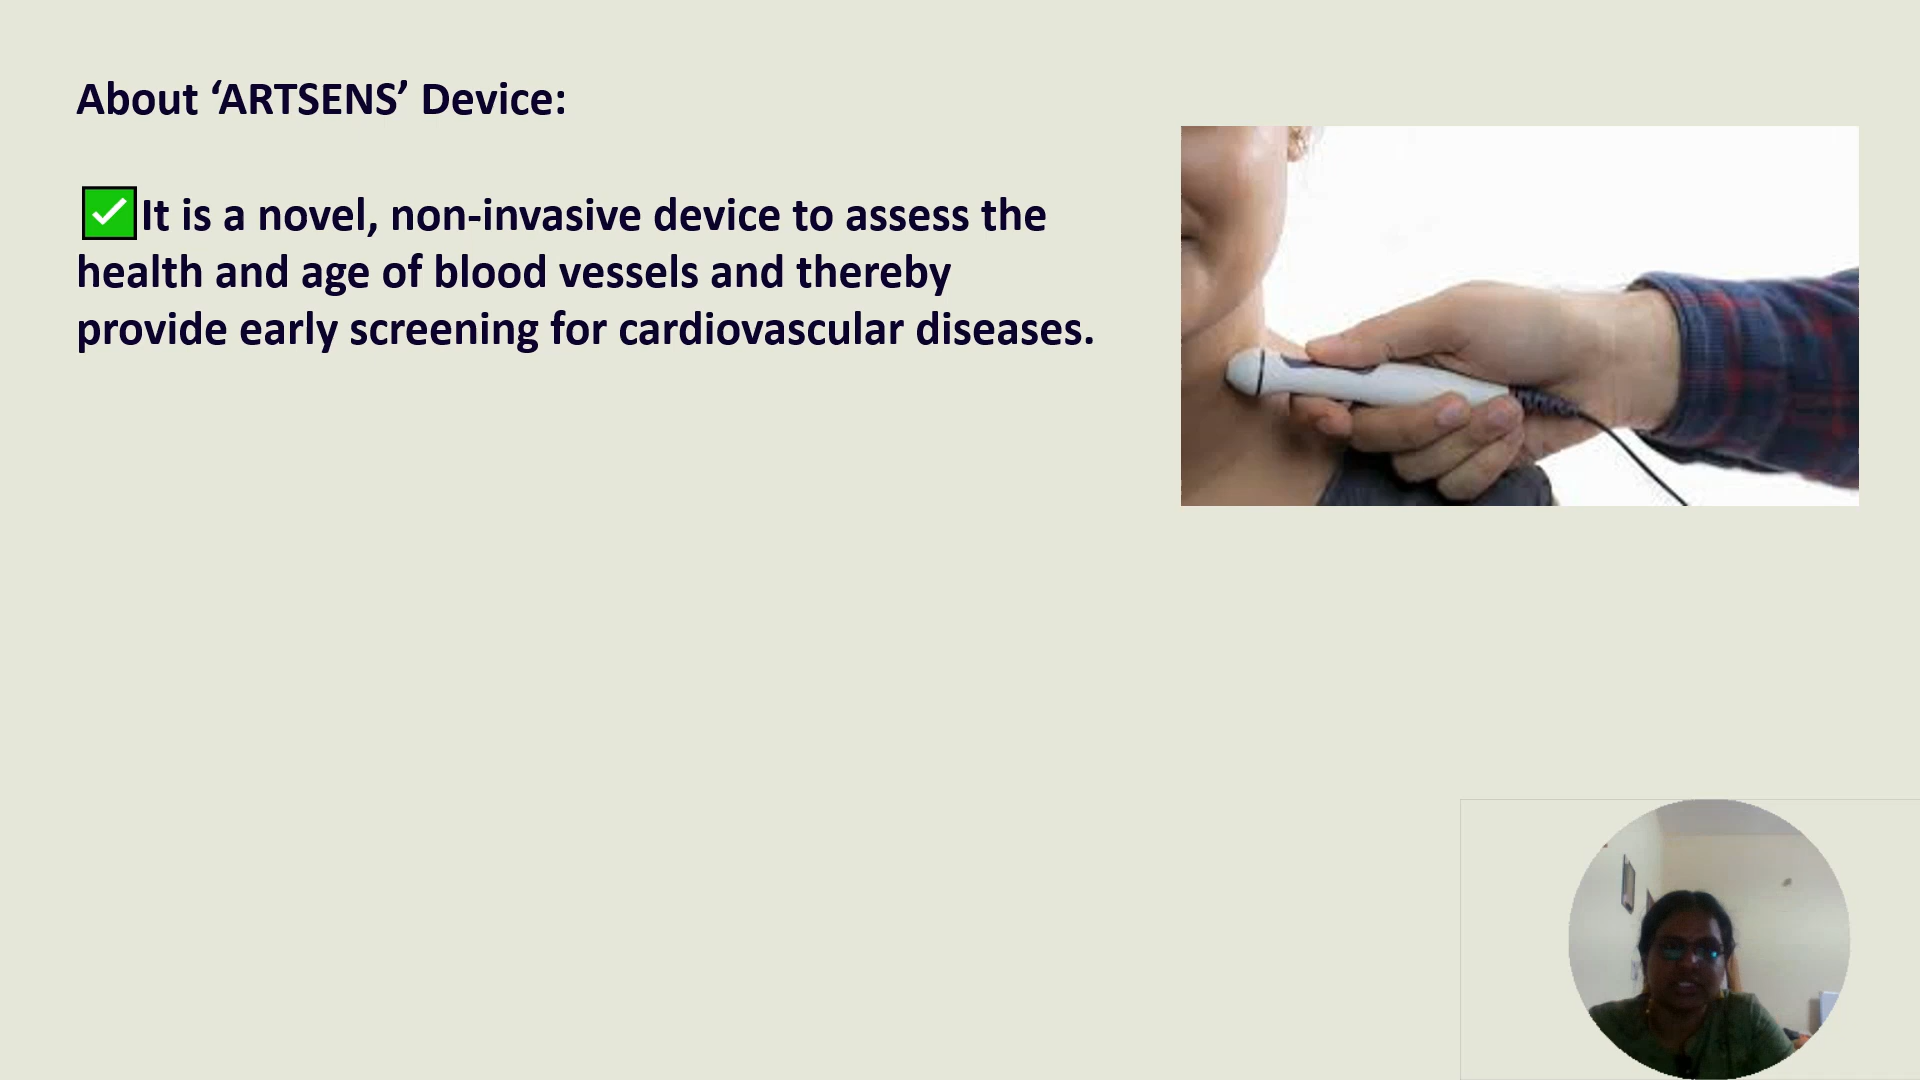 About ‘ARTSENS’ Device:
✅It is a novel, non-invasive device to assess the
health and age of blood vessels and thereby
provide early screening for cardiovascular diseases.